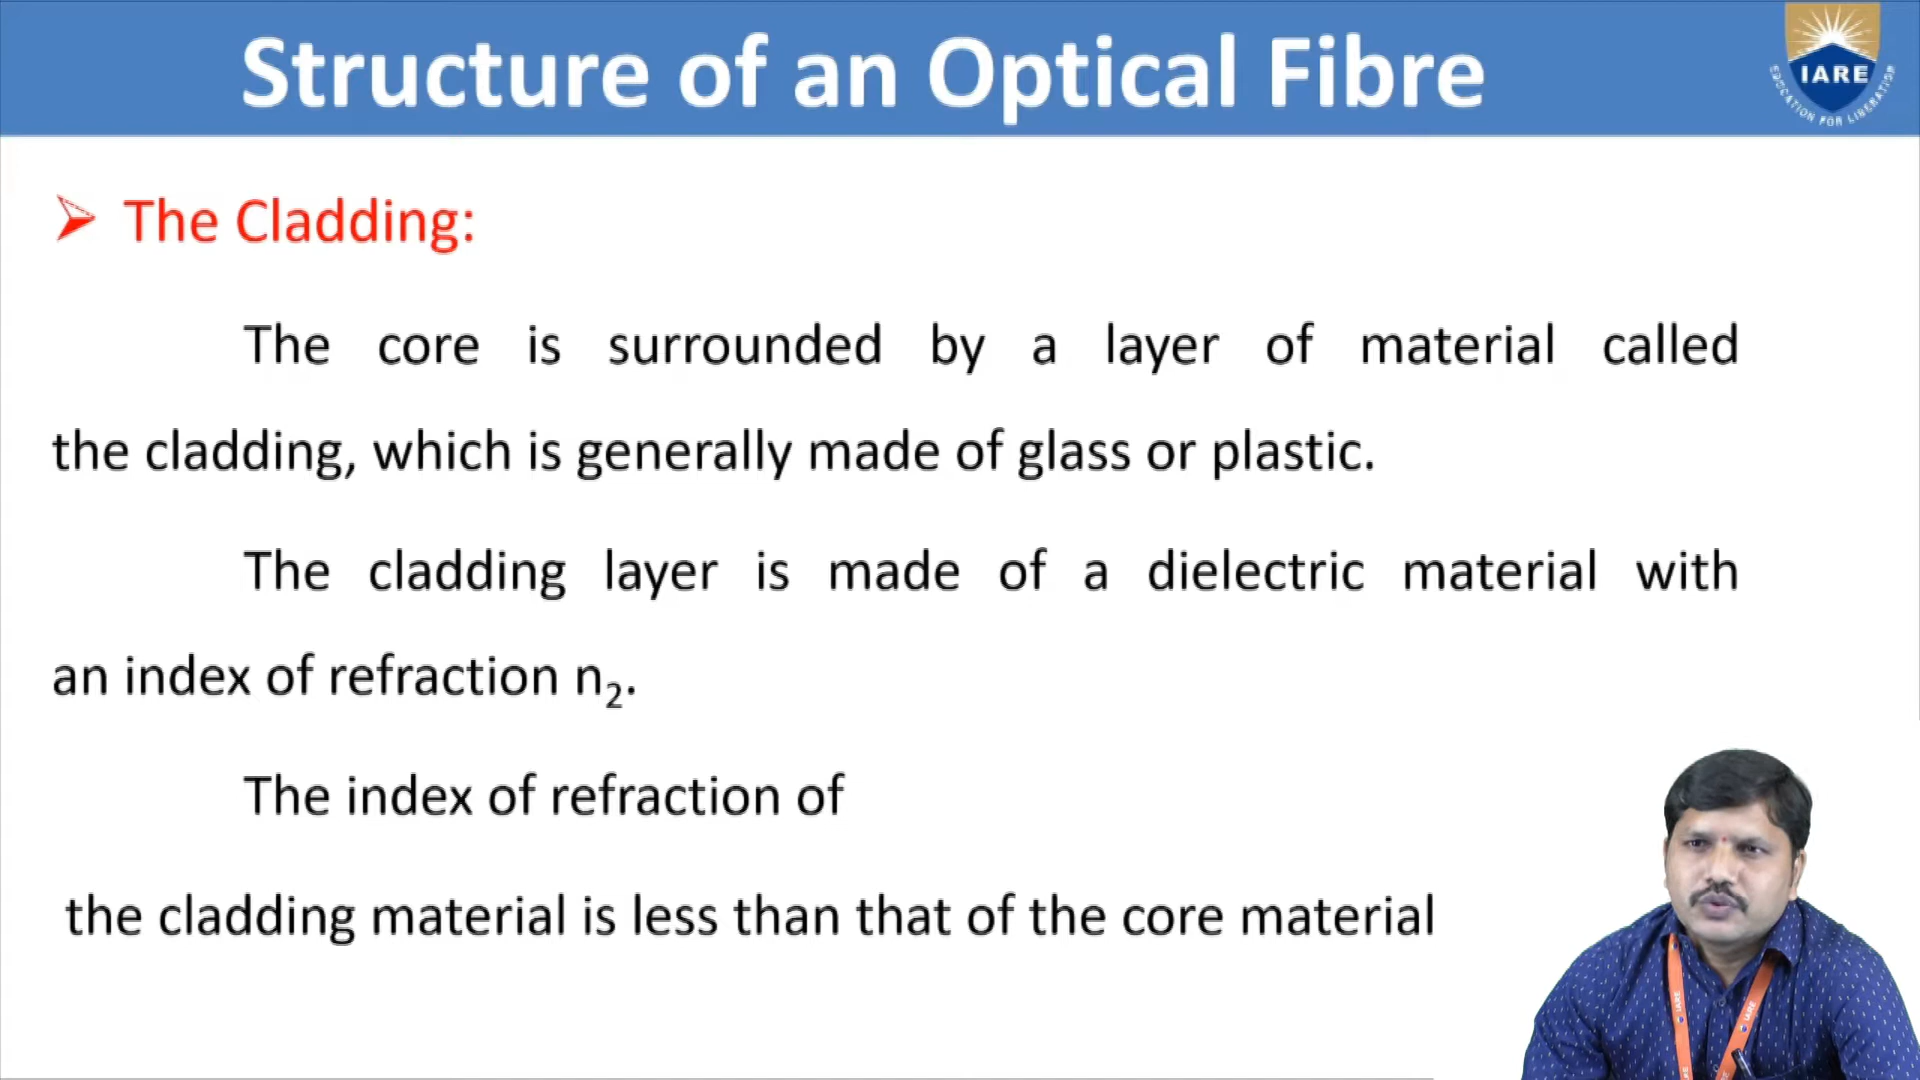 Structure of an Optical Fibre
IARE
EDUCATION FOR LIBERATION
The Cladding:
The core is surrounded by a layer of material called
the cladding, which is generally made of glass or plastic.
The cladding layer is made of a dielectric material with
an index of refraction n₂.
The index of refraction of
the cladding material is less than that of the core material
IARE
IARE